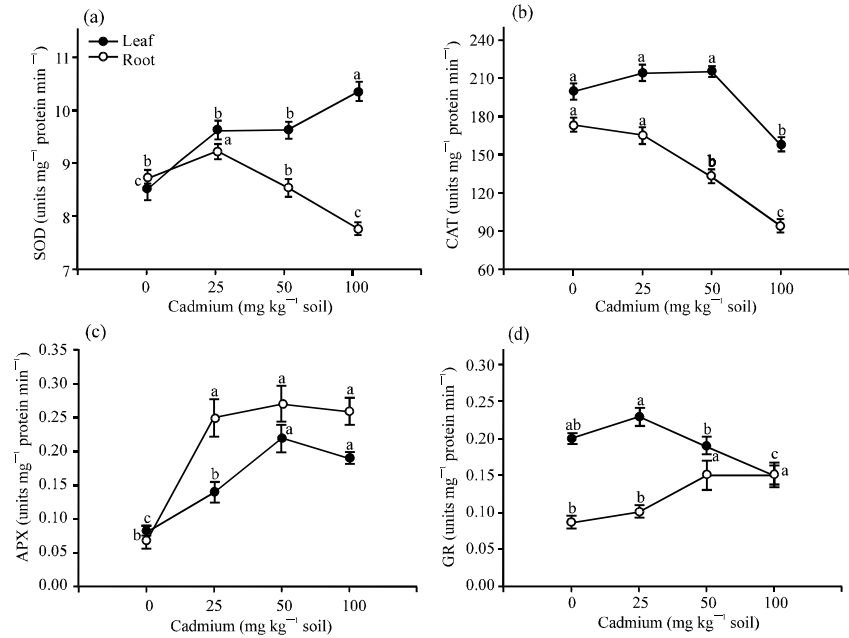 (a)
Leaf
Root
SOD (units mg⁻¹ protein min⁻¹)
11
10
9
8
7
c
b
b
a
b
b
a
c
0 25 50 100
Cadmium (mg kg⁻¹ soil)
(b)
CAT (units mg⁻¹ protein min⁻¹)
240
210
180
150
120
90
60
a
a
a
a
a
b
b
c
0 25 50 100
Cadmium (mg kg⁻¹ soil)
(c)
APX (units mg⁻¹ protein min⁻¹)
0.35
0.30
0.25
0.20
0.15
0.10
0.05
0.00
c
b
a
b
a
a
a
a
0 25 50 100
Cadmium (mg kg⁻¹ soil)
(d)
GR (units mg⁻¹ protein min⁻¹)
0.30
0.25
0.20
0.15
0.10
0.05
0.00
ab
b
a
b
b
a
c
a
0 25 50 100
Cadmium (mg kg⁻¹ soil)